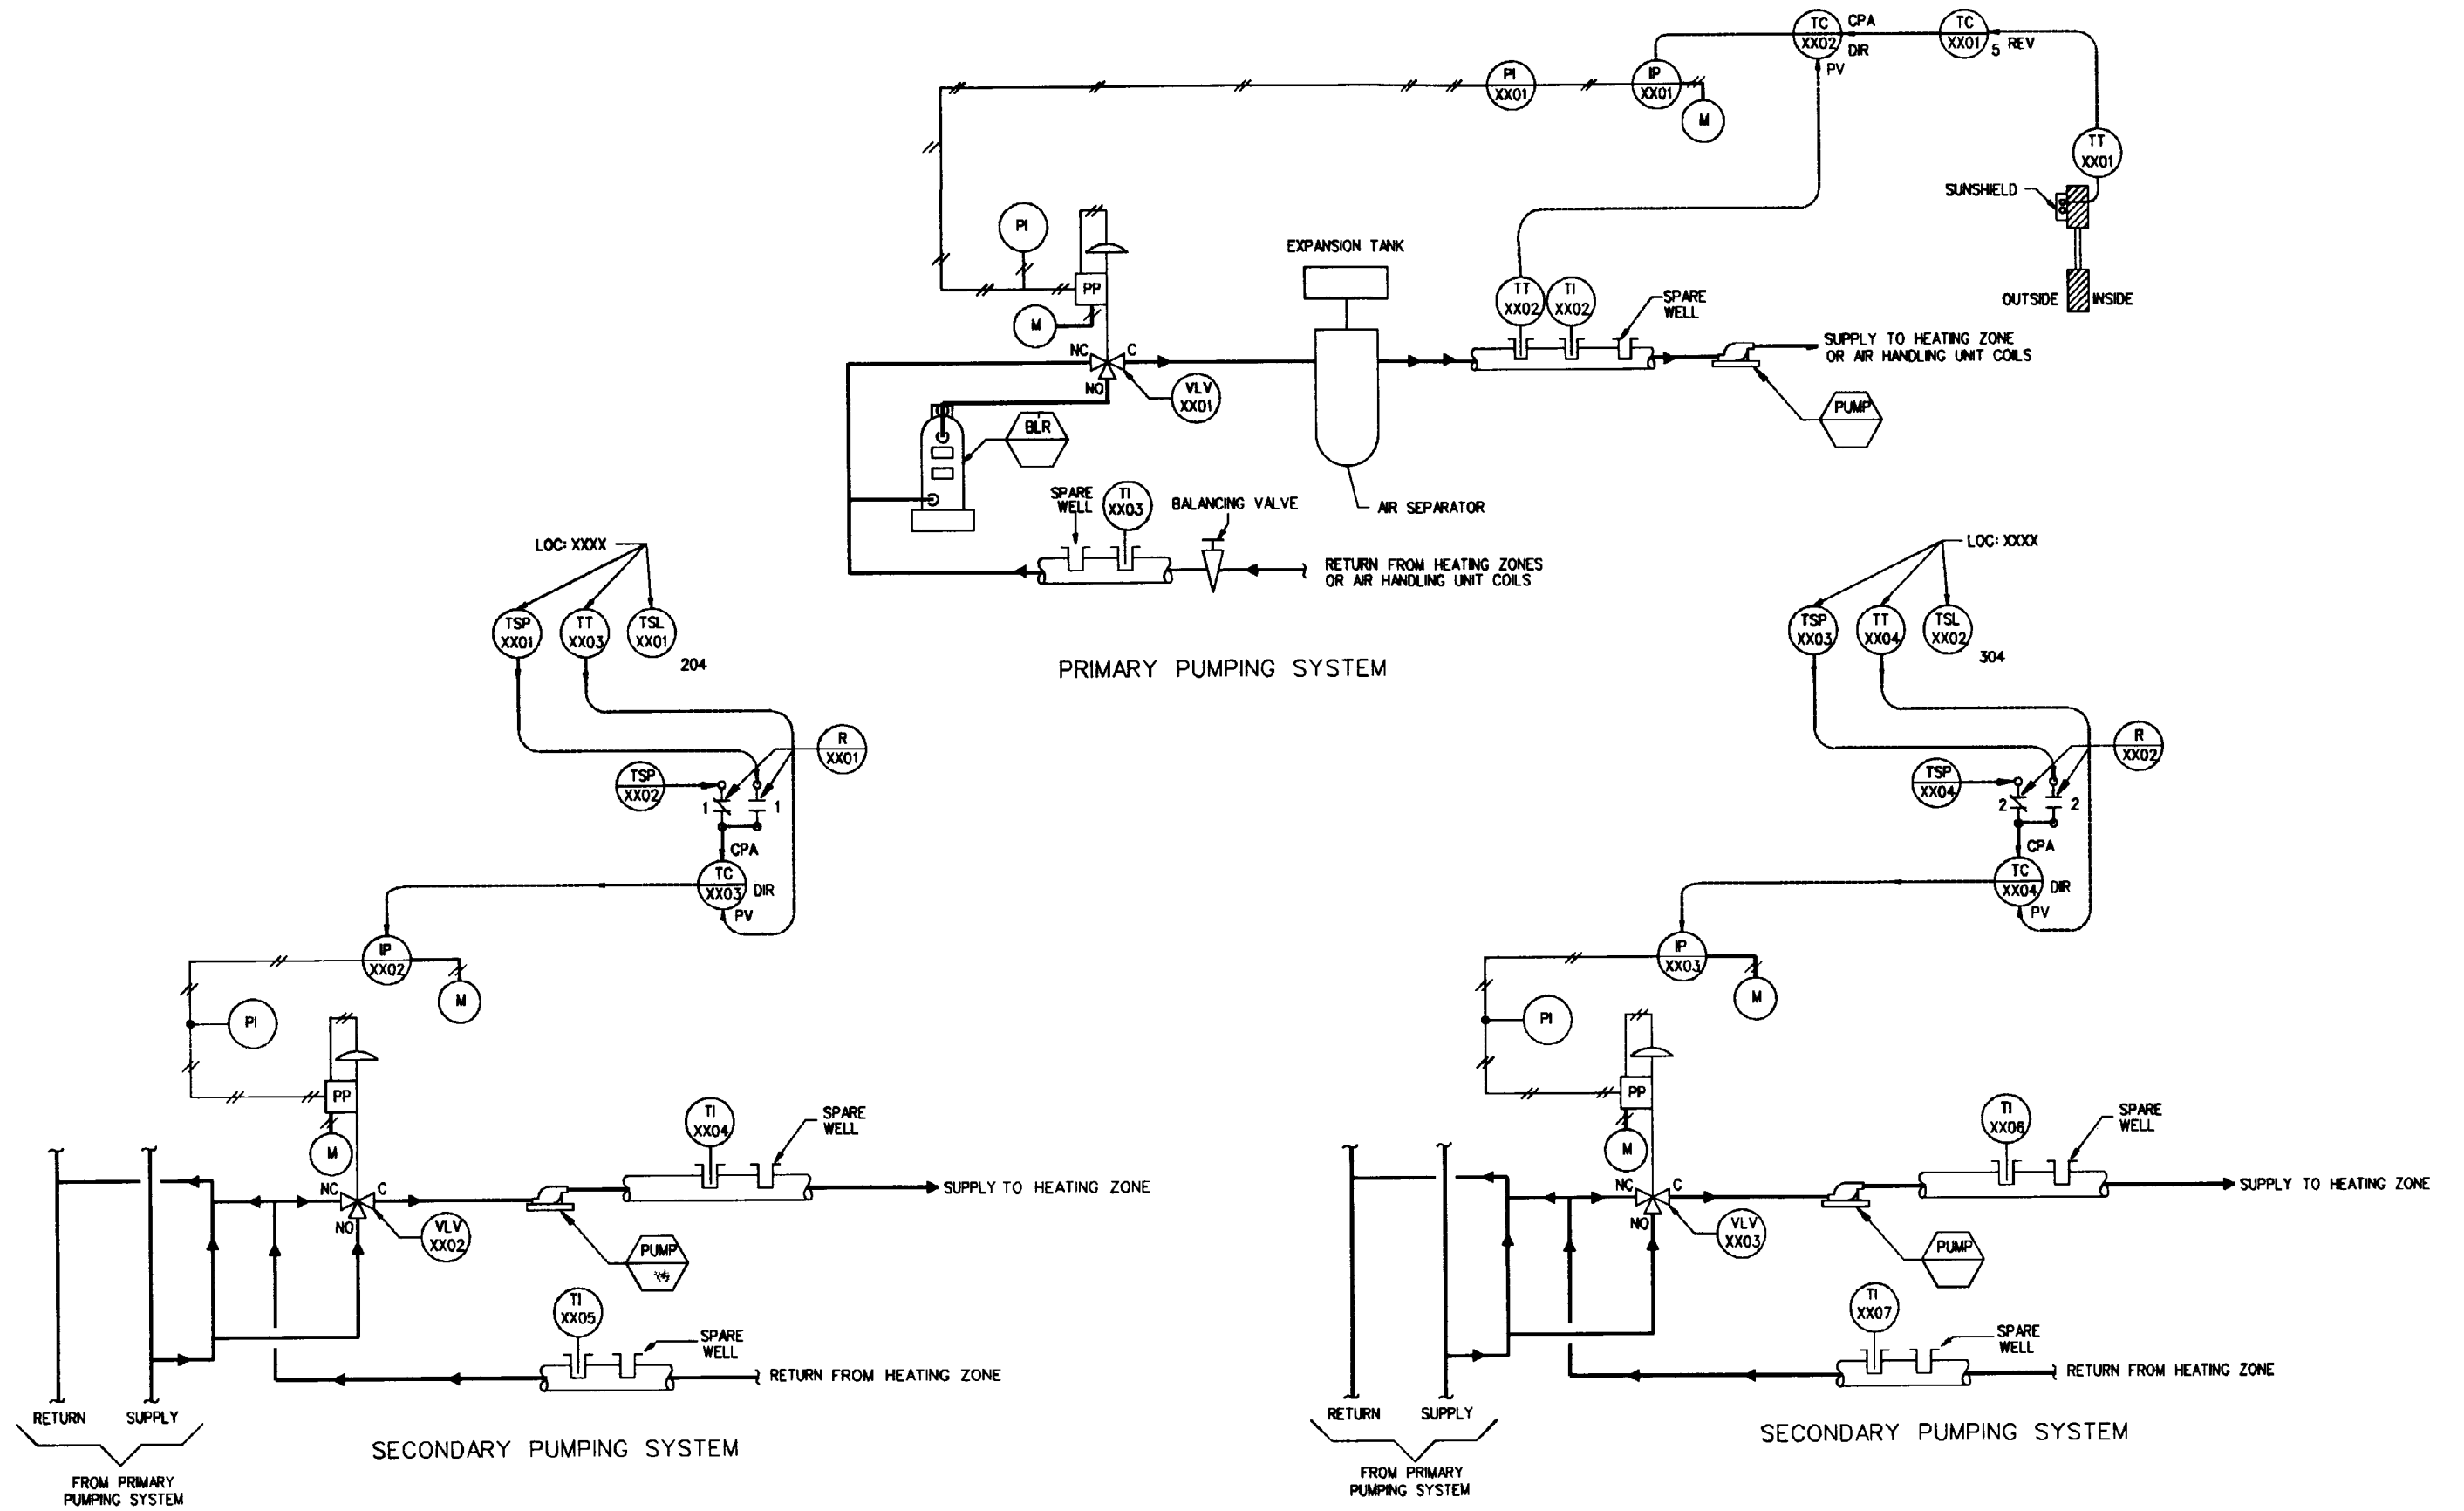 TC
XX02
CPA
DIR
PV
TC
XX01
5 REV
PI
XX01
IP
XX01
M
TT
XX01
SUNSHIELD
OUTSIDE
INSIDE
PI
PP
M
EXPANSION TANK
TT
XX02
TI
XX02
SPARE
WELL
SUPPLY TO HEATING ZONE
OR AIR HANDLING UNIT COILS
NC
C
NO
VLV
XX01
BLR
PUMP
SPARE
WELL
TI
XX03
BALANCING VALVE
AIR SEPARATOR
RETURN FROM HEATING ZONES
OR AIR HANDLING UNIT COILS
PRIMARY PUMPING SYSTEM
LOC: XXXX
TSP
XX01
TT
XX03
TSL
XX01
204
R
XX01
TSP
XX02
1
1
CPA
TC
XX03
DIR
PV
IP
XX02
M
PI
PP
M
TI
XX04
SPARE
WELL
SUPPLY TO HEATING ZONE
NC
C
NO
VLV
XX02
PUMP
TI
XX05
SPARE
WELL
RETURN FROM HEATING ZONE
RETURN
SUPPLY
FROM PRIMARY
PUMPING SYSTEM
SECONDARY PUMPING SYSTEM
LOC: XXXX
TSP
XX03
TT
XX04
TSL
XX02
304
R
XX02
TSP
XX04
2
2
CPA
TC
XX04
DIR
PV
IP
XX03
M
PI
PP
M
TI
XX06
SPARE
WELL
SUPPLY TO HEATING ZONE
NC
C
NO
VLV
XX03
PUMP
TI
XX07
SPARE
WELL
RETURN FROM HEATING ZONE
RETURN
SUPPLY
FROM PRIMARY
PUMPING SYSTEM
SECONDARY PUMPING SYSTEM